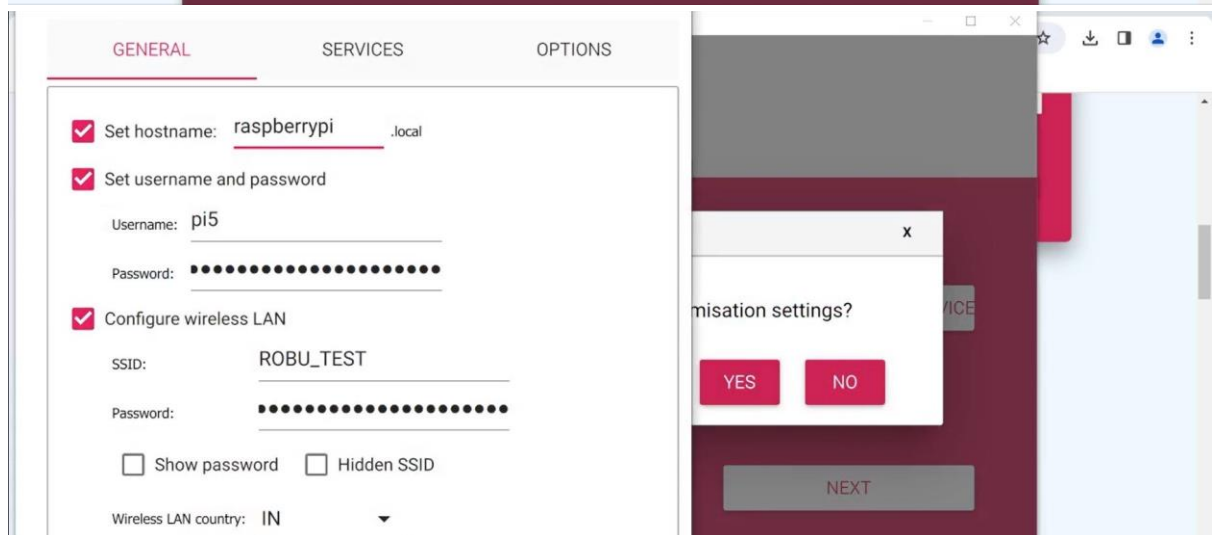 GENERAL SERVICES OPTIONS
Set hostname: raspberrypi .local
Set username and password
Username: pi5
Password: ●●●●●●●●●●●●●●●●●●●●●●
x
Configure wireless LAN
misation settings?
VICE
SSID: ROBU_TEST
YES NO
Password: ●●●●●●●●●●●●●●●●●●●●●●
Show password Hidden SSID
NEXT
Wireless LAN country: IN